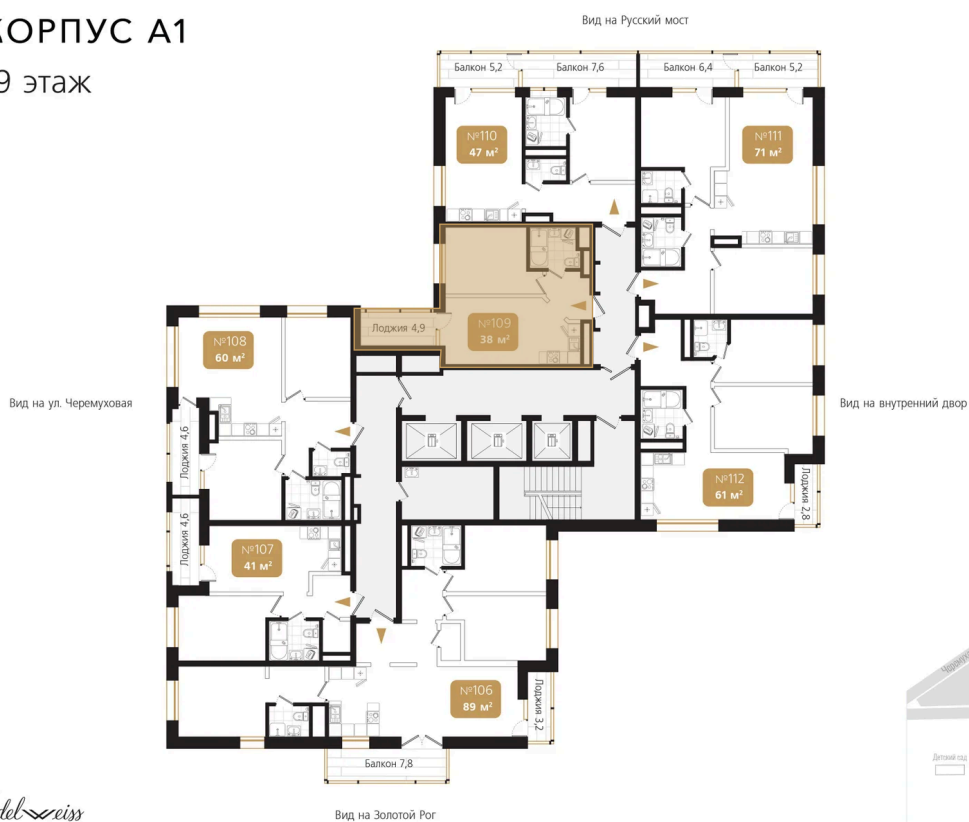 КОРПУС А1
9 этаж
Вид на Русский мост
Балкон 5,2
Балкон 7,6
Балкон 6,4
Балкон 5,2
№110
47 м²
№111
71 м²
Лоджия 4,9
№109
38 м²
№108
60 м²
Вид на ул. Черемуховая
Вид на внутренний двор
Лоджия 4,6
Лоджия 4,6
№112
61 м²
Лоджия 2,8
№107
41 м²
№106
89 м²
Лоджия 3,2
Балкон 7,8
Детский сад
Вид на Золотой Рог